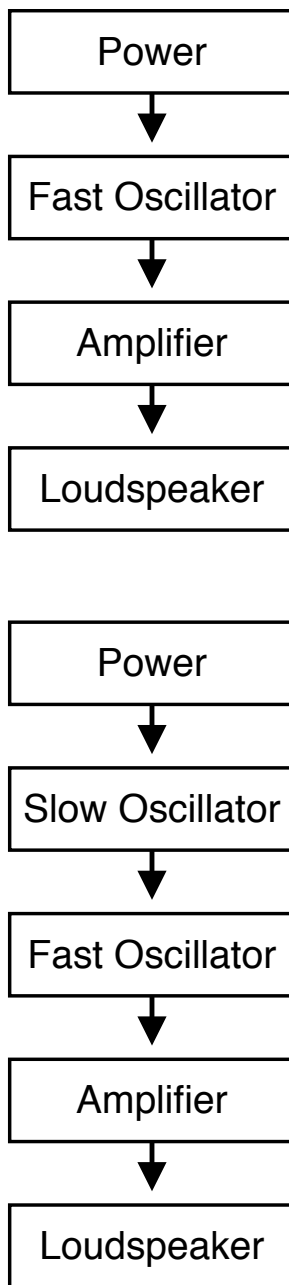 Power
Fast Oscillator
Amplifier
Loudspeaker
Power
Slow Oscillator
Fast Oscillator
Amplifier
Loudspeaker